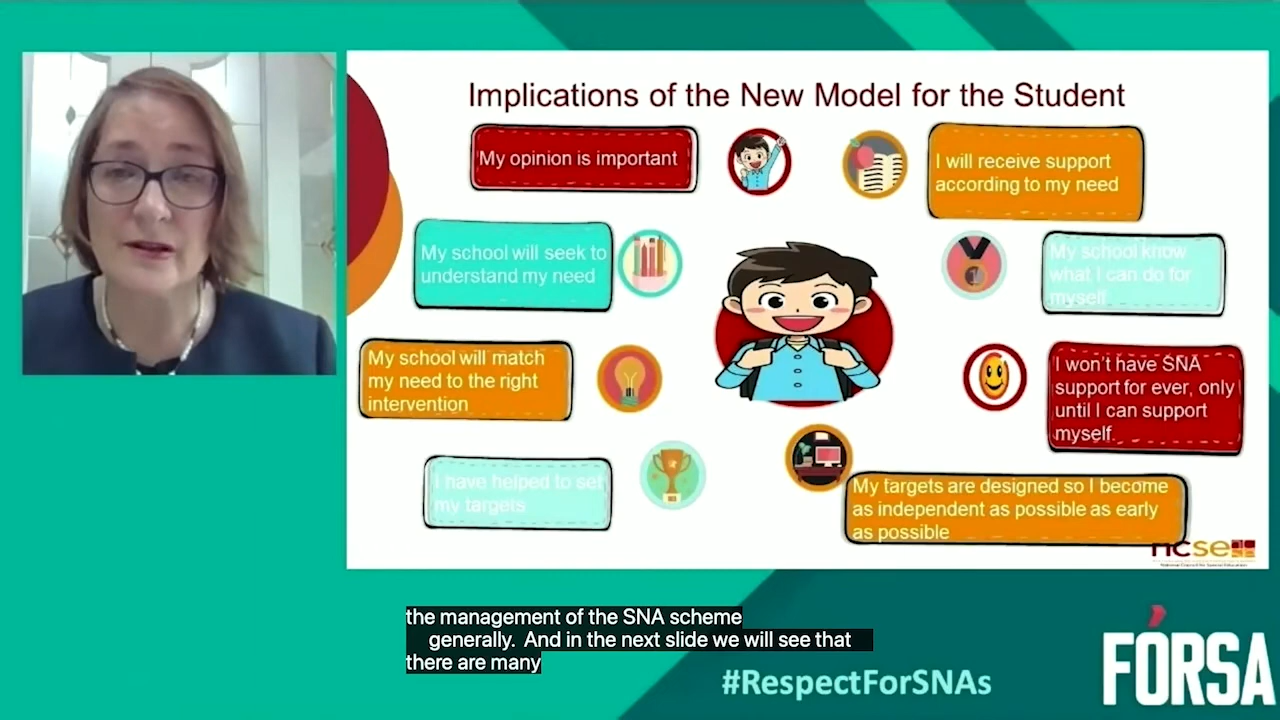 Implications of the New Model for the Student
My opinion is important
I will receive support
according to my need
My school will seek to
understand my need
My school know
what I can do for
myself
My school will match
my need to the right
intervention
I won't have SNA
support for ever, only
until I can support
myself.
I have helped to set
my targets
My targets are designed so I become
as independent as possible as early
as possible
ncse
National Council for Special Education
the management of the SNA scheme
generally. And in the next slide we will see that
there are many
#RespectForSNAs
FÓRSA